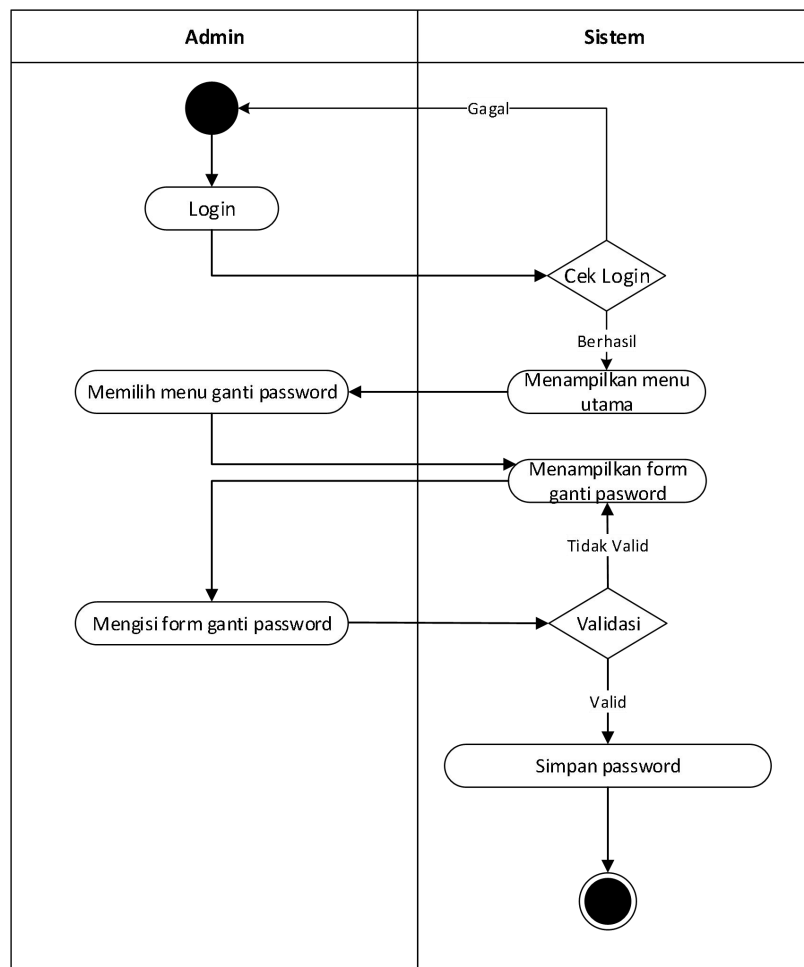 Admin
Sistem
Gagal
Login
Cek Login
Berhasil
Memilih menu ganti password
Menampilkan menu
utama
Menampilkan form
ganti pasword
Tidak Valid
Mengisi form ganti password
Validasi
Valid
Simpan password